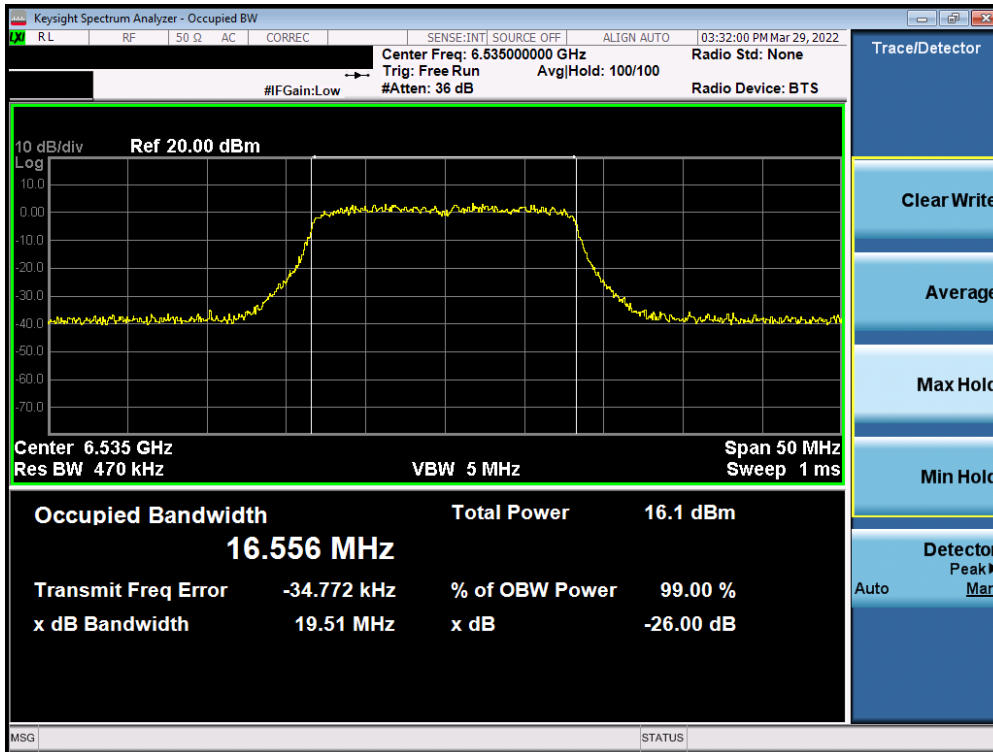 Keysight Spectrum Analyzer - Occupied BW
LXI RL RF 50 Ω AC CORREC SENSE:INT SOURCE OFF ALIGN AUTO 03:32:00 PM Mar 29, 2022
Center Freq: 6.535000000 GHz Radio Std: None
Trig: Free Run Avg|Hold: 100/100
#IFGain:Low #Atten: 36 dB Radio Device: BTS
Trace/Detector
10 dB/div Ref 20.00 dBm
Log
10.0
0.00
-10.0
-20.0
-30.0
-40.0
-50.0
-60.0
-70.0
Center 6.535 GHz Span 50 MHz
Res BW 470 kHz VBW 5 MHz Sweep 1 ms
Occupied Bandwidth Total Power 16.1 dBm
16.556 MHz
Transmit Freq Error -34.772 kHz % of OBW Power 99.00 %
x dB Bandwidth 19.51 MHz x dB -26.00 dB
Clear Write
Average
Max Hold
Min Hold
Detector
Peak
Auto Man
MSG STATUS